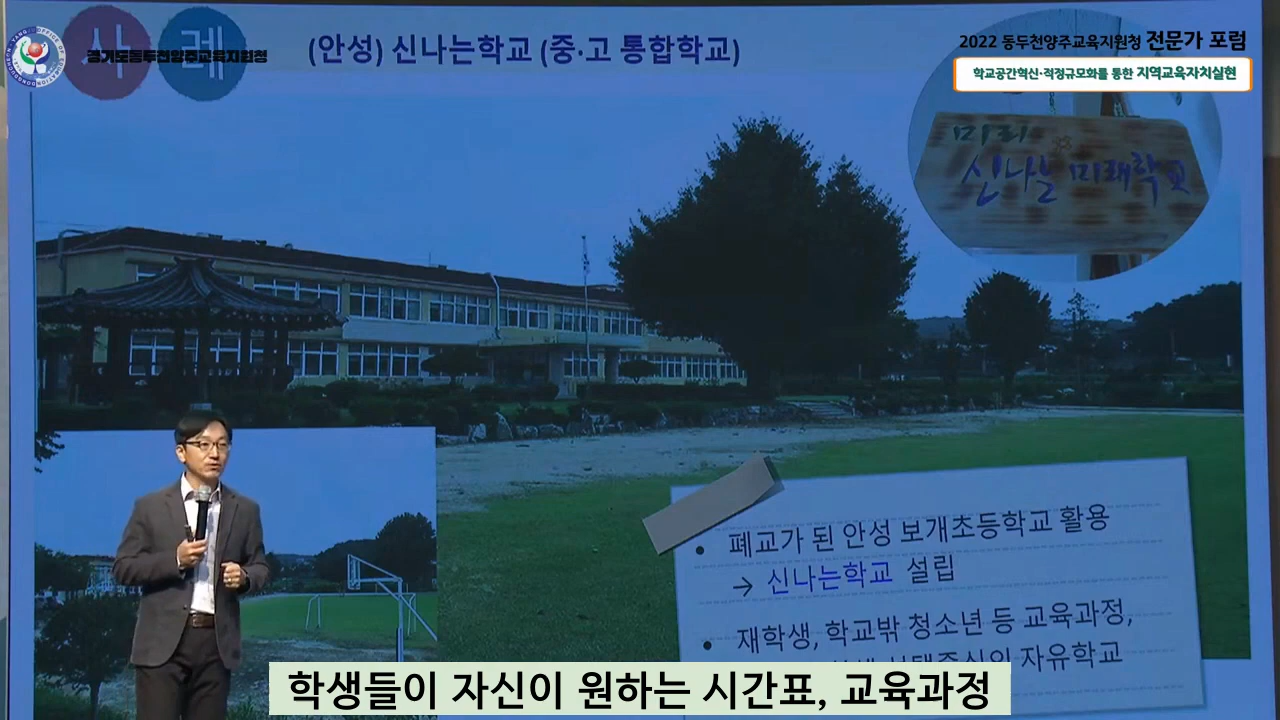 사례
경기도동두천양주교육지원청
(안성) 신나는학교 (중·고 통합학교)
2022 동두천양주교육지원청 전문가 포럼
학교공간혁신·적정규모화를 통한 지역교육자치실현
미리
신나는 미래학교
• 폐교가 된 안성 보개초등학교 활용
→ 신나는학교 설립
• 재학생, 학교밖 청소년 등 교육과정,
자유학교
학생들이 자신이 원하는 시간표, 교육과정